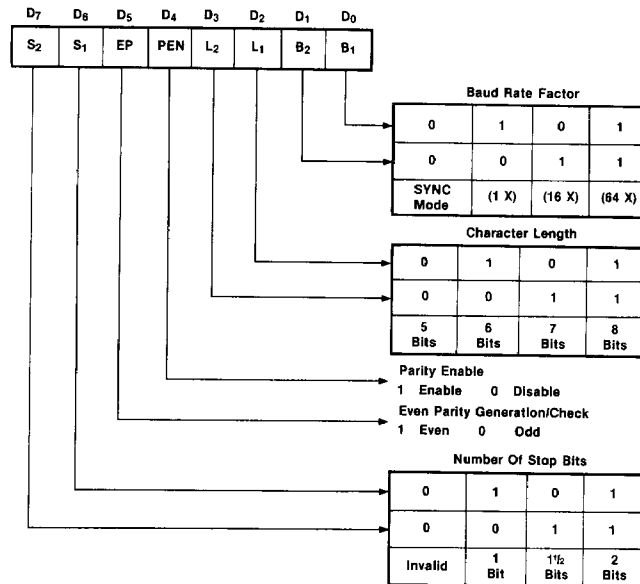 D7 D6 D5 D4 D3 D2 D1 D0
S2 S1 EP PEN L2 L1 B2 B1
Baud Rate Factor
0 1 0 1
0 0 1 1
SYNC Mode (1 X) (16 X) (64 X)
Character Length
0 1 0 1
0 0 1 1
5 Bits 6 Bits 7 Bits 8 Bits
Parity Enable
1 Enable 0 Disable
Even Parity Generation/Check
1 Even 0 Odd
Number Of Stop Bits
0 1 0 1
0 0 1 1
Invalid 1 Bit 1½ Bits 2 Bits